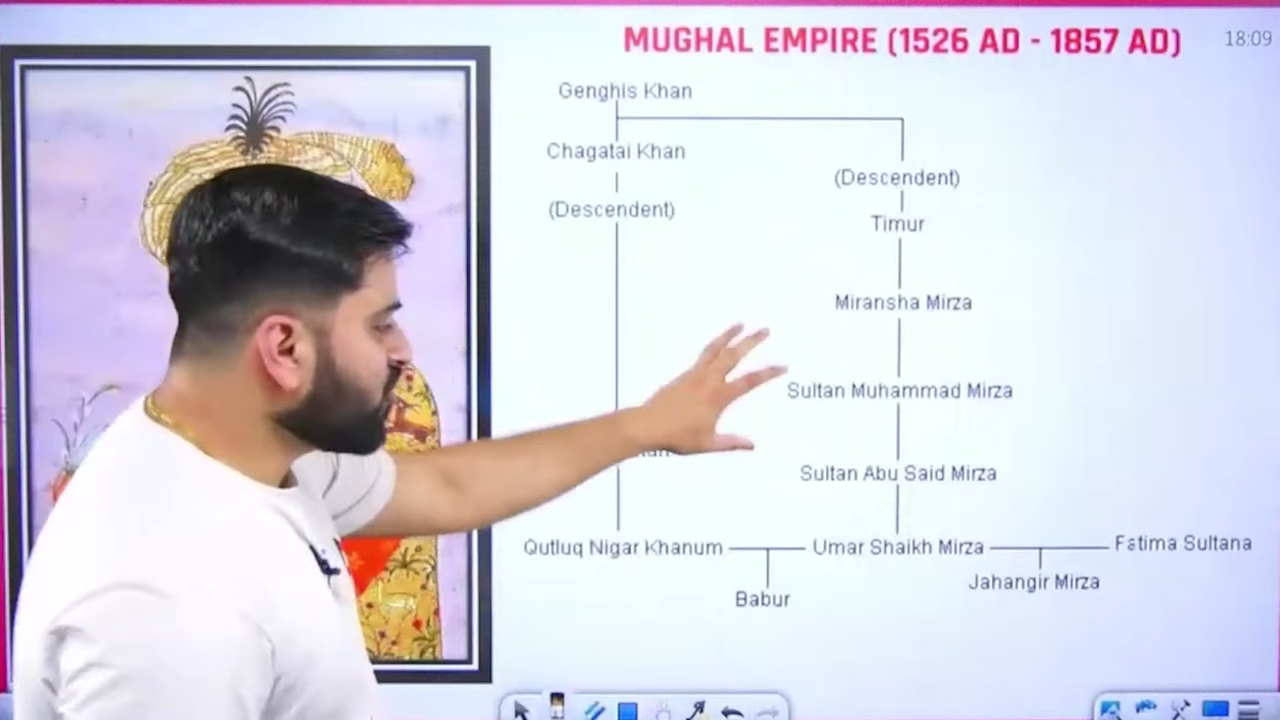 MUGHAL EMPIRE (1526 AD - 1857 AD)
18:09
Genghis Khan
Chagatai Khan
(Descendent)
(Descendent)
Timur
Miransha Mirza
Sultan Muhammad Mirza
Sultan Abu Said Mirza
Qutluq Nigar Khanum
Umar Shaikh Mirza
Fatima Sultana
Jahangir Mirza
Babur